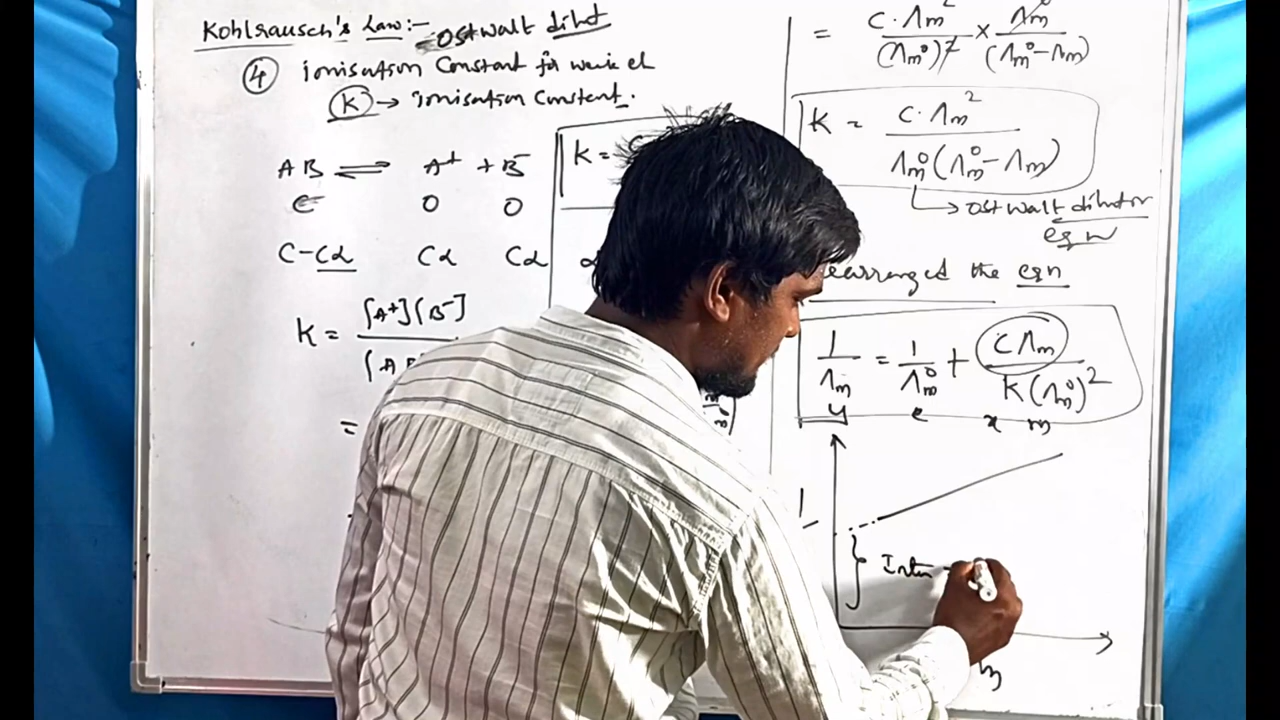 Kohlrausch's Law:- Ostwalt dilut
④ ionisation Constant for weak el
K → ionisation Constant.
AB ⇌ A⁺ + B⁻
C 0 0
C-Cα Cα Cα
K = [A⁺][B⁻]
=
K =
= C·Λm² / (Λm°)² × Λm° / (Λm° - Λm)
K = C·Λm² / Λm°(Λm° - Λm)
→ Ostwalt dilution
eqn
rearranged the eqn
1/Λm = 1/Λm° + CΛm / K(Λm°)²
y c x m
1